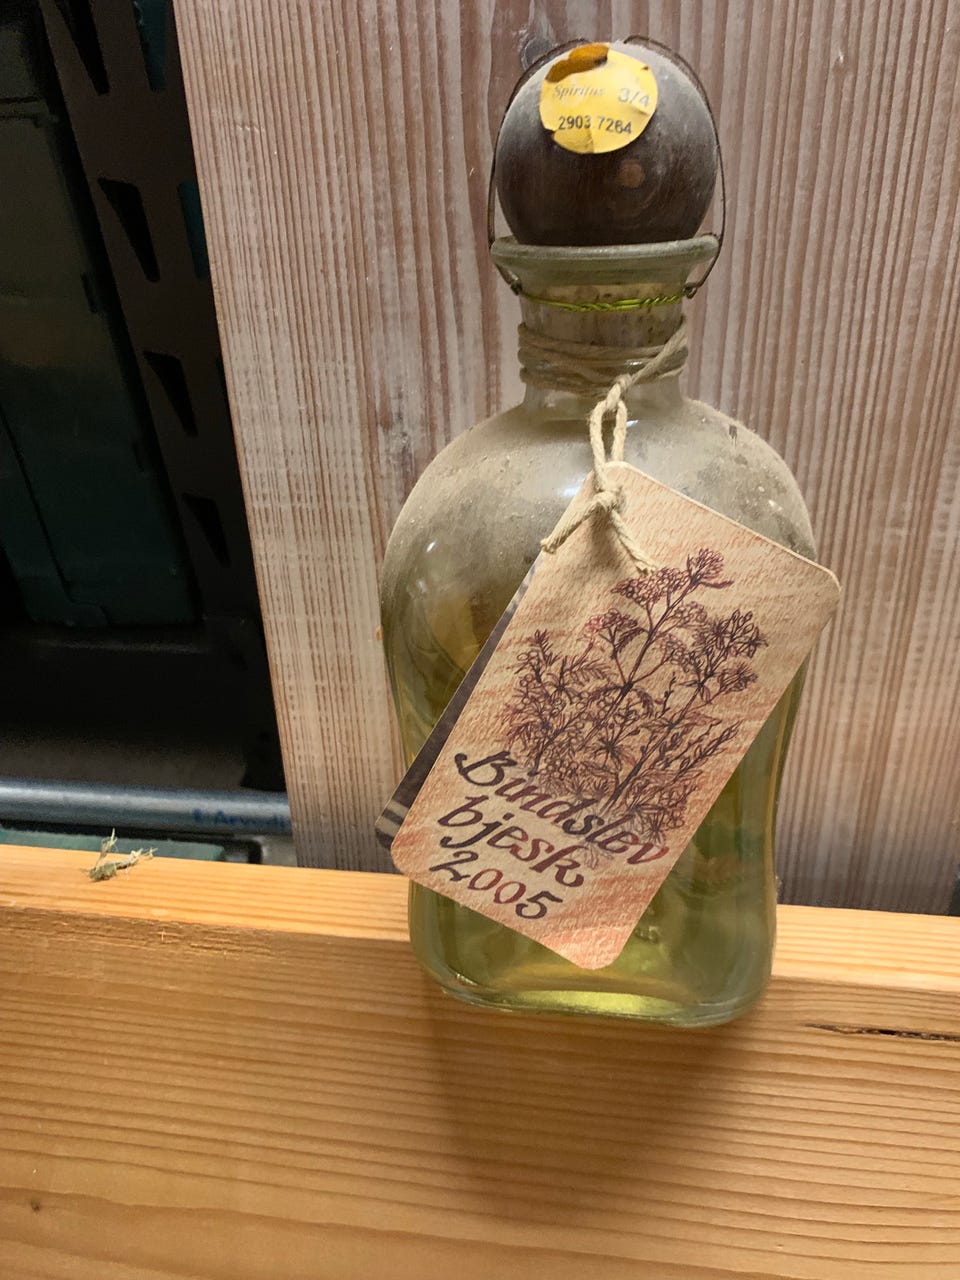 Spiritus 3/4
2903 7264
Bindslev
bjesk
2005